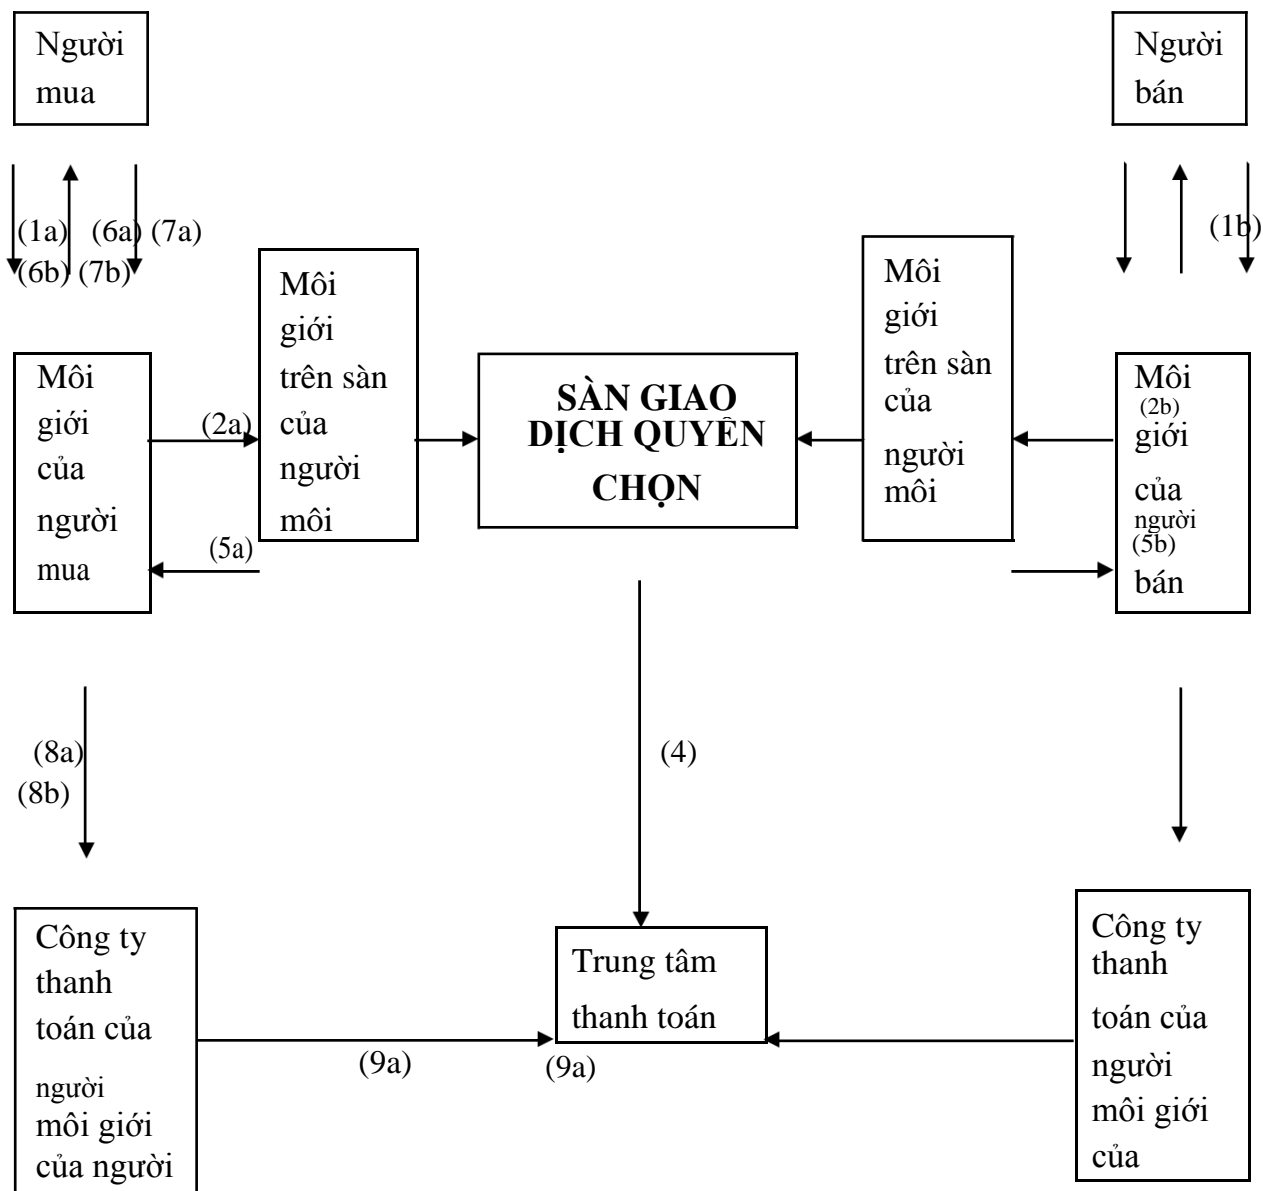 Người
mua
Người
bán
(1a) (6a) (7a)
(6b) (7b)
(1b)
Môi
giới
của
người
mua
(2a)
(5a)
Môi
giới
trên sàn
của
người
môi
SÀN GIAO
DỊCH QUYỀN
CHỌN
Môi
giới
trên sàn
của
người
môi
Môi
(2b)
giới
của
người
(5b)
bán
(8a)
(8b)
(4)
Công ty
thanh
toán của
người
môi giới
của người
(9a)
Trung tâm
thanh toán
(9a)
Công ty
thanh
toán của
người
môi giới
của